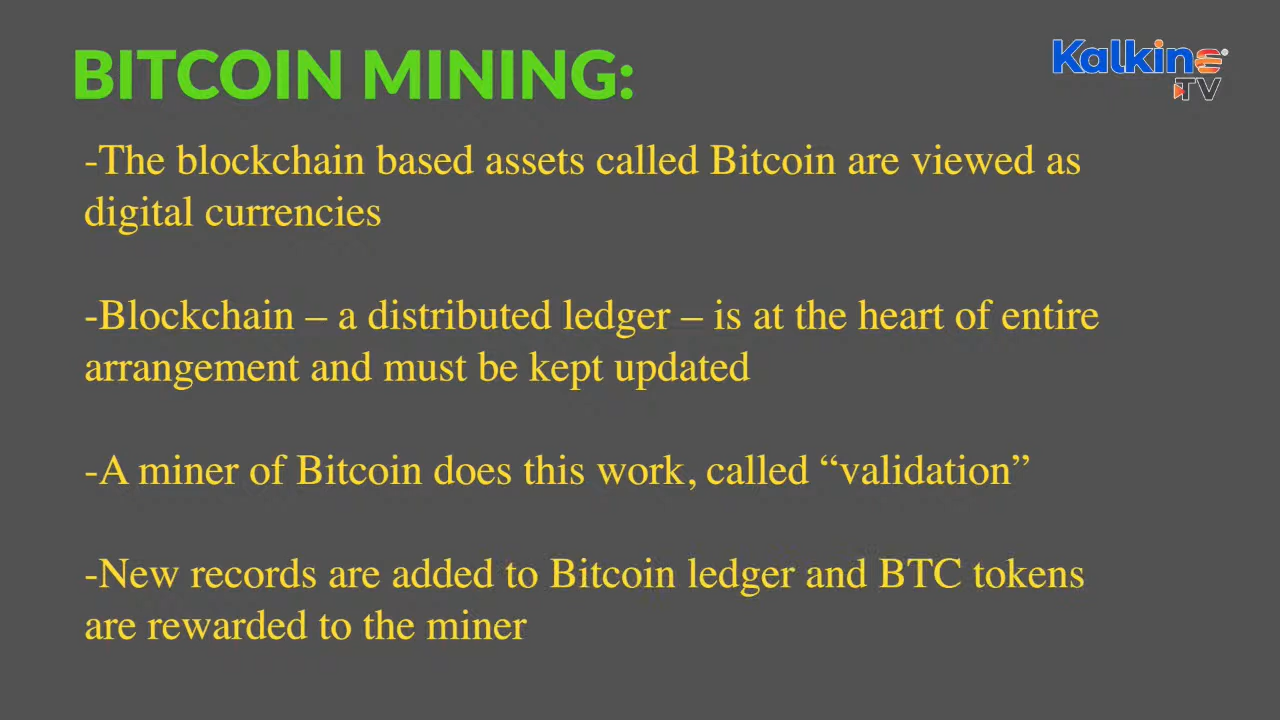 BITCOIN MINING:
Kalkine
TV
-The blockchain based assets called Bitcoin are viewed as
digital currencies
-Blockchain – a distributed ledger – is at the heart of entire
arrangement and must be kept updated
-A miner of Bitcoin does this work, called “validation”
-New records are added to Bitcoin ledger and BTC tokens
are rewarded to the miner